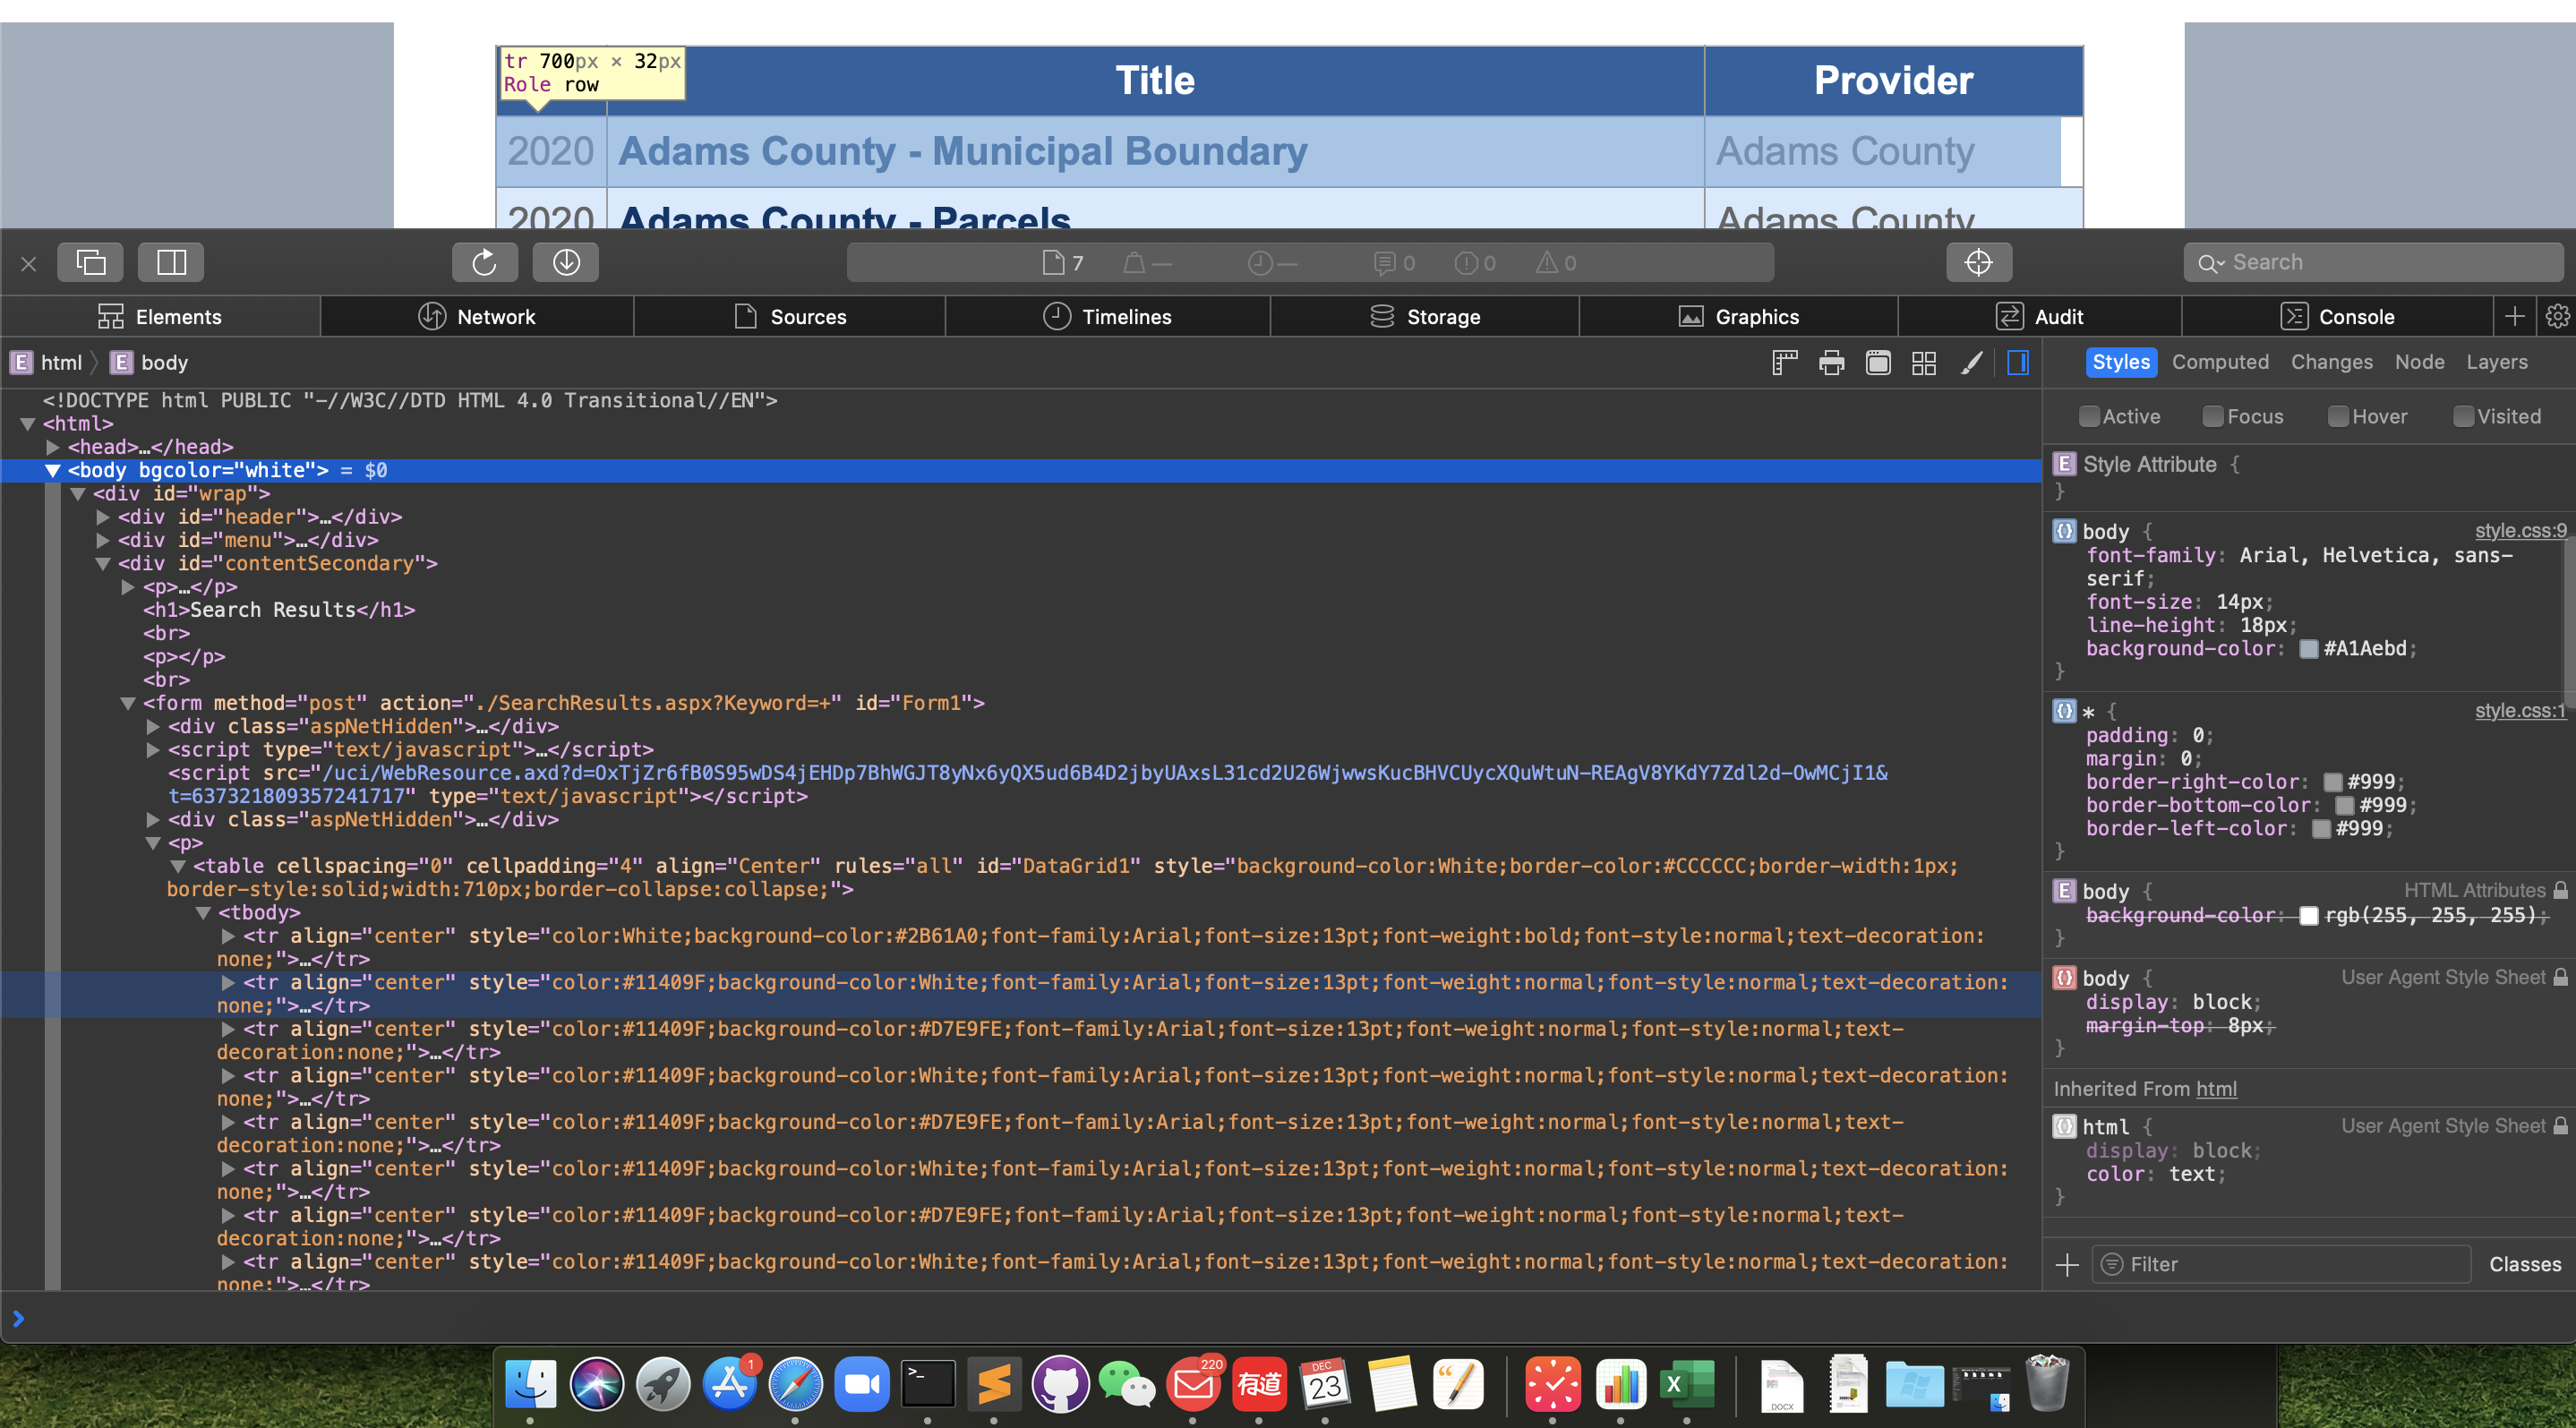 tr 700px × 32px
Role row
Title
Provider
2020
Adams County - Municipal Boundary
Adams County
2020
Adams County - Parcels
Adams County
7
—
—
0
0
0
Search
Elements
Network
Sources
Timelines
Storage
Graphics
Audit
Console
E html
E body
Styles
Computed
Changes
Node
Layers
<!DOCTYPE html PUBLIC "-//W3C//DTD HTML 4.0 Transitional//EN">
<html>
<head>…</head>
<body bgcolor="white"> = $0
<div id="wrap">
<div id="header">…</div>
<div id="menu">…</div>
<div id="contentSecondary">
<p>…</p>
<h1>Search Results</h1>
<br>
<p></p>
<br>
<form method="post" action="./SearchResults.aspx?Keyword=+" id="Form1">
<div class="aspNetHidden">…</div>
<script type="text/javascript">…</script>
<script src="/uci/WebResource.axd?d=OxTjZr6fB0S95wDS4jEHDp7BhWGJT8yNx6yQX5ud6B4D2jbyUAxsL31cd2U26WjwwsKucBHVCUycXQuWtuN-REAgV8YKdY7Zdl2d-OwMCjI1&
t=637321809357241717" type="text/javascript"></script>
<div class="aspNetHidden">…</div>
<p>
<table cellspacing="0" cellpadding="4" align="Center" rules="all" id="DataGrid1" style="background-color:White;border-color:#CCCCCC;border-width:1px;
border-style:solid;width:710px;border-collapse:collapse;">
<tbody>
<tr align="center" style="color:White;background-color:#2B61A0;font-family:Arial;font-size:13pt;font-weight:bold;font-style:normal;text-decoration:
none;">…</tr>
<tr align="center" style="color:#11409F;background-color:White;font-family:Arial;font-size:13pt;font-weight:normal;font-style:normal;text-decoration:
none;">…</tr>
<tr align="center" style="color:#11409F;background-color:#D7E9FE;font-family:Arial;font-size:13pt;font-weight:normal;font-style:normal;text-
decoration:none;">…</tr>
<tr align="center" style="color:#11409F;background-color:White;font-family:Arial;font-size:13pt;font-weight:normal;font-style:normal;text-decoration:
none;">…</tr>
<tr align="center" style="color:#11409F;background-color:#D7E9FE;font-family:Arial;font-size:13pt;font-weight:normal;font-style:normal;text-
decoration:none;">…</tr>
<tr align="center" style="color:#11409F;background-color:White;font-family:Arial;font-size:13pt;font-weight:normal;font-style:normal;text-decoration:
none;">…</tr>
<tr align="center" style="color:#11409F;background-color:#D7E9FE;font-family:Arial;font-size:13pt;font-weight:normal;font-style:normal;text-
decoration:none;">…</tr>
<tr align="center" style="color:#11409F;background-color:White;font-family:Arial;font-size:13pt;font-weight:normal;font-style:normal;text-decoration:
none;">…</tr>
Active
Focus
Hover
Visited
E Style Attribute {
}
{} body {
style.css:9
font-family: Arial, Helvetica, sans-
serif;
font-size: 14px;
line-height: 18px;
background-color: #A1Aebd;
}
{} * {
style.css:1
padding: 0;
margin: 0;
border-right-color: #999;
border-bottom-color: #999;
border-left-color: #999;
}
E body {
HTML Attributes
background-color: rgb(255, 255, 255);
}
{} body {
User Agent Style Sheet
display: block;
margin-top: 8px;
}
Inherited From html
{} html {
User Agent Style Sheet
display: block;
color: text;
}
Filter
Classes
1
220
有道
DEC
23
X
DOCX